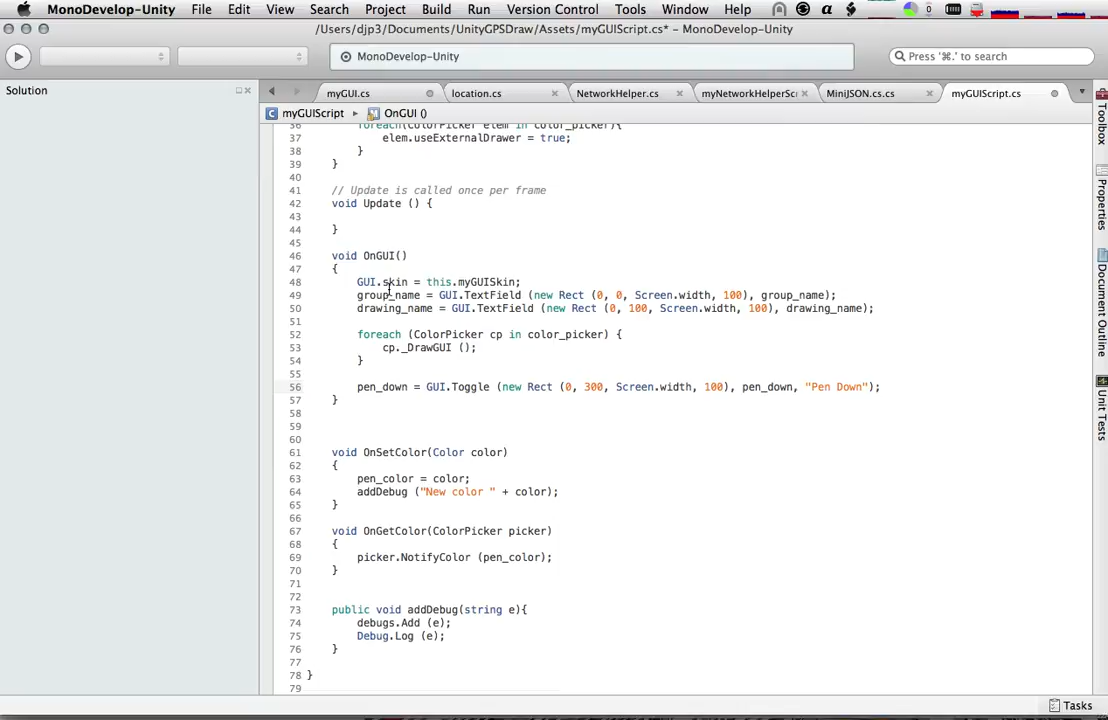 MonoDevelop-Unity File Edit View Search Project Build Run Version Control Tools Window Help
/Users/djp3/Documents/UnityGPSDraw/Assets/myGUIScript.cs* – MonoDevelop-Unity
MonoDevelop-Unity
Press '⌘.' to search
Solution
myGUI.cs location.cs NetworkHelper.cs myNetworkHelperSc MiniJSON.cs.cs myGUIScript.cs
myGUIScript ▸ OnGUI ()
36 foreach(ColorPicker elem in color_picker){
37 elem.useExternalDrawer = true;
38 }
39 }
40
41 // Update is called once per frame
42 void Update () {
43
44 }
45
46 void OnGUI()
47 {
48 GUI.skin = this.myGUISkin;
49 group_name = GUI.TextField (new Rect (0, 0, Screen.width, 100), group_name);
50 drawing_name = GUI.TextField (new Rect (0, 100, Screen.width, 100), drawing_name);
51
52 foreach (ColorPicker cp in color_picker) {
53 cp._DrawGUI ();
54 }
55
56 pen_down = GUI.Toggle (new Rect (0, 300, Screen.width, 100), pen_down, "Pen Down");
57 }
58
59
60
61 void OnSetColor(Color color)
62 {
63 pen_color = color;
64 addDebug ("New color " + color);
65 }
66
67 void OnGetColor(ColorPicker picker)
68 {
69 picker.NotifyColor (pen_color);
70 }
71
72
73 public void addDebug(string e){
74 debugs.Add (e);
75 Debug.Log (e);
76 }
77
78 }
79
Toolbox
Properties
Document Outline
Unit Tests
Tasks